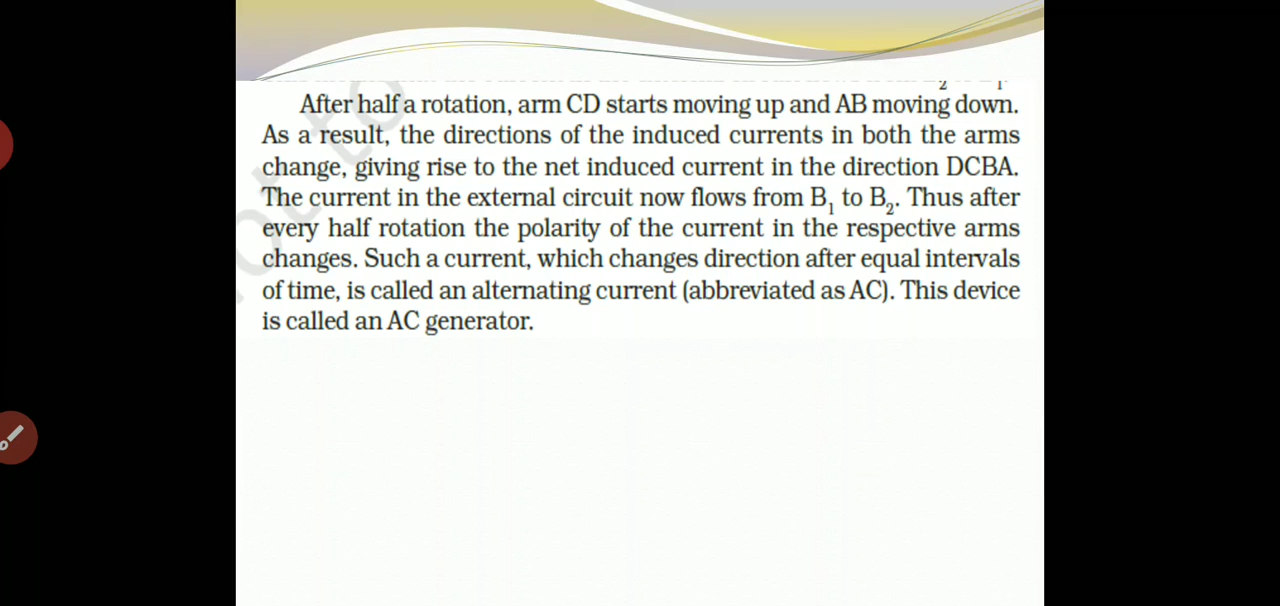 After half a rotation, arm CD starts moving up and AB moving down.
As a result, the directions of the induced currents in both the arms
change, giving rise to the net induced current in the direction DCBA.
The current in the external circuit now flows from B₁ to B₂. Thus after
every half rotation the polarity of the current in the respective arms
changes. Such a current, which changes direction after equal intervals
of time, is called an alternating current (abbreviated as AC). This device
is called an AC generator.